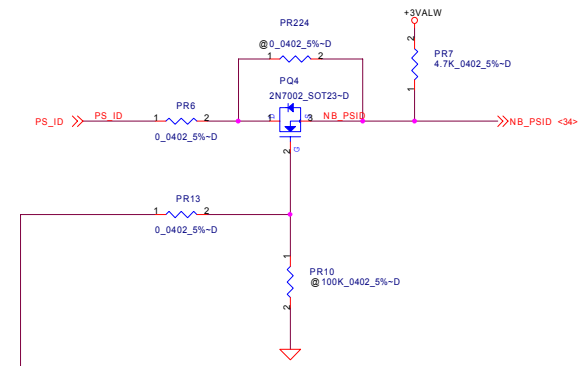 PR224
+3VALW
@0_0402_5%~D
1 2
2
PR7
4.7K_0402_5%~D
1
PQ4
2N7002_SOT23~D
PS_ID PS_ID
PR6
1 2
0_0402_5%~D
D
1
S
3
NB_PSID
NB_PSID <34>
2
G
PR13
1 2
0_0402_5%~D
1
PR10
@100K_0402_5%~D
2